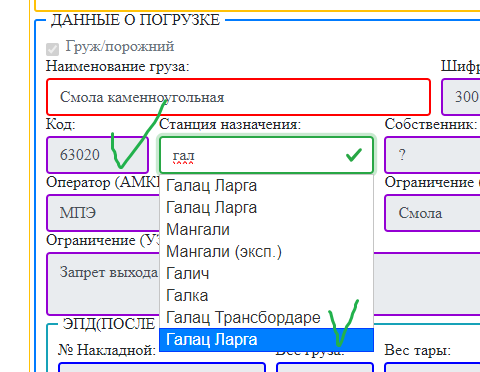 ДАННЫЕ О ПОГРУЗКЕ
Груж/порожний
Наименование груза: Шифр
Смола каменноугольная 300
Код: Станция назначения: Собственник:
63020 гал ?
Оператор (АМК Ограничение (
МПЭ Смола
Ограничение (У
Запрет выхода
Галац Ларга
Галац Ларга
Мангали
Мангали (эксп.)
Галич
Галка
Галац Трансбордаре
Галац Ларга
ЭПД(ПОСЛЕ
№ Накладной: Вес груза: Вес тары: